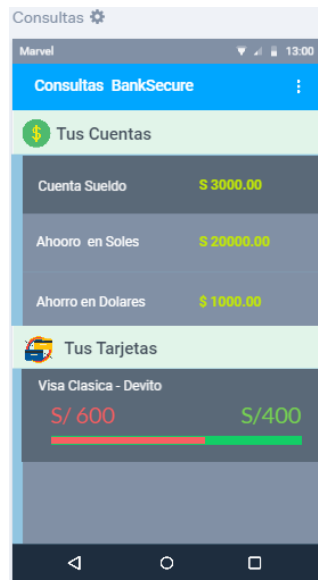 Consultas
Marvel 13:00
Consultas BankSecure
$ Tus Cuentas
Cuenta Sueldo S 3000.00
Ahooro en Soles S 20000.00
Ahorro en Dolares $ 1000.00
Tus Tarjetas
Visa Clasica - Devito
S/ 600 S/400